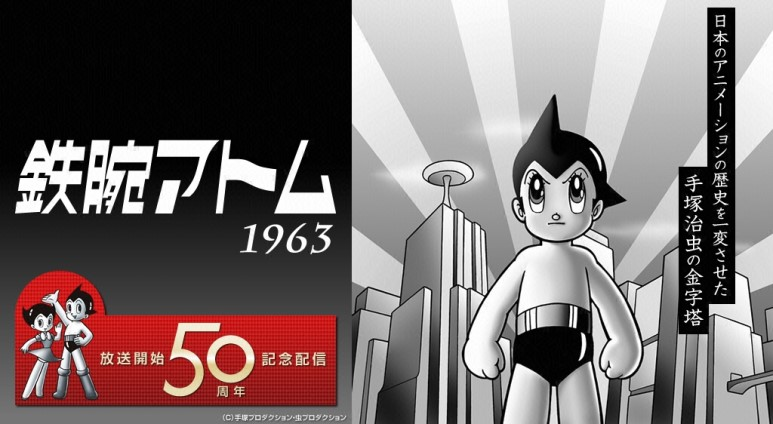 鉄腕アトム
1963
放送開始50周年記念配信
(C)手塚プロダクション・虫プロダクション
日本のアニメーションの歴史を一変させた
手塚治虫の金字塔